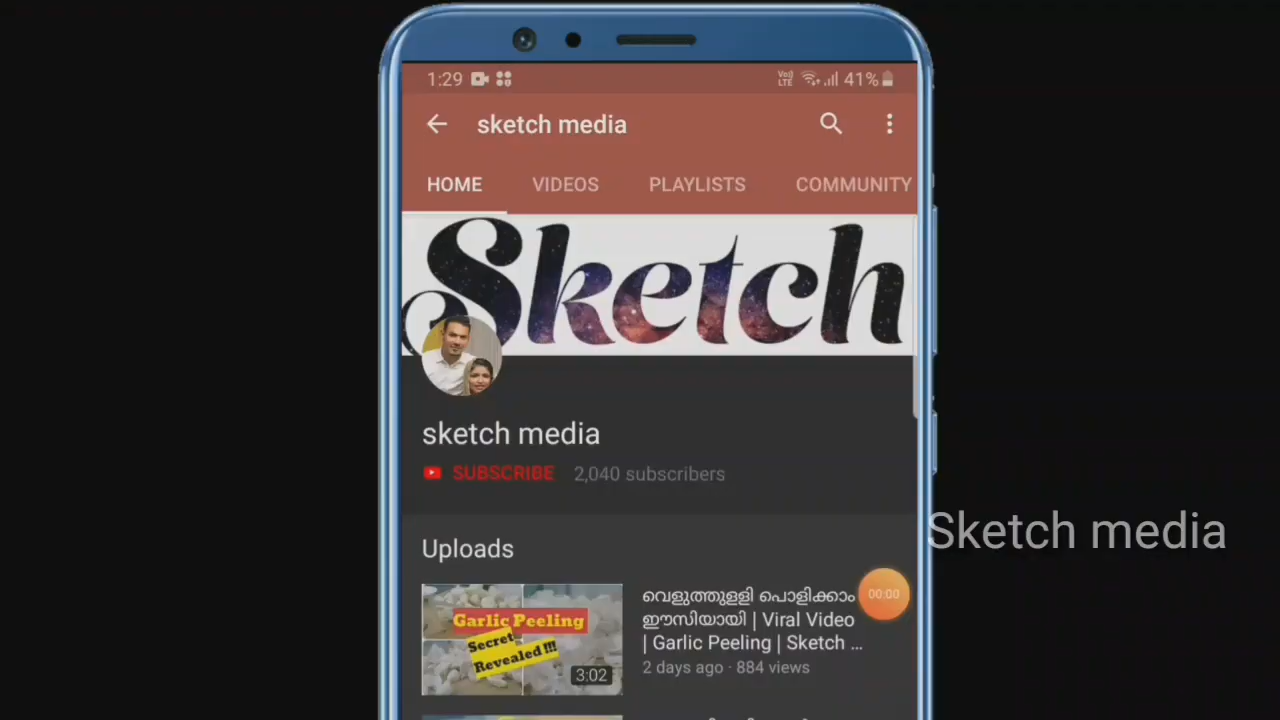 1:29 Vo)) LTE 41%
sketch media
HOME VIDEOS PLAYLISTS COMMUNITY
Sketch
sketch media
SUBSCRIBE 2,040 subscribers
Sketch media
Uploads
Garlic Peeling
Secret
Revealed !!!
3:02
വെളുത്തുള്ളി പൊളിക്കാം
ഈസിയായി | Viral Video
| Garlic Peeling | Sketch ...
2 days ago · 884 views
00:00